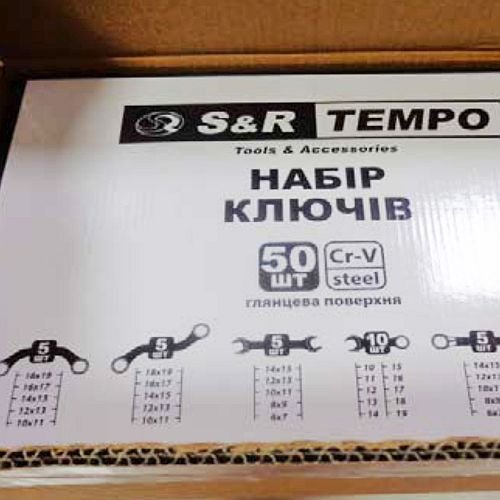 S&R TEMPO
Tools & Accessories
НАБІР
КЛЮЧІВ
50 ШТ
Cr-V steel
глянцева поверхня
5 ШТ
18x19
16x17
14x15
12x13
10x11
5 ШТ
18x19
16x17
14x15
12x13
10x11
5 ШТ
14x15
12x13
10x11
8x9
6x7
10 ШТ
10 15
11 16
12 17
13 18
14 19
5 ШТ
14x15